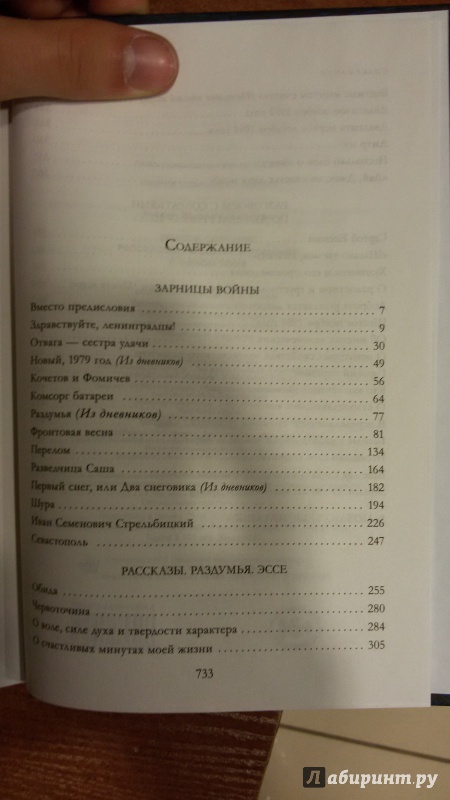 Содержание
ЗАРНИЦЫ ВОЙНЫ
Вместо предисловия 7
Здравствуйте, ленинградцы! 9
Отвага — сестра удачи 30
Новый, 1979 год (Из дневников) 49
Кочетов и Фомичев 56
Комсорг батареи 64
Раздумья (Из дневников) 77
Фронтовая весна 81
Перелом 134
Разведчица Саша 164
Первый снег, или Два снеговика (Из дневников) 182
Шура 194
Иван Семенович Стрельбицкий 226
Севастополь 247
РАССКАЗЫ. РАЗДУМЬЯ. ЭССЕ
Обида 255
Червоточина 280
О воле, силе духа и твердости характера 284
О счастливых минутах моей жизни 305
733
Лабиринт.ру